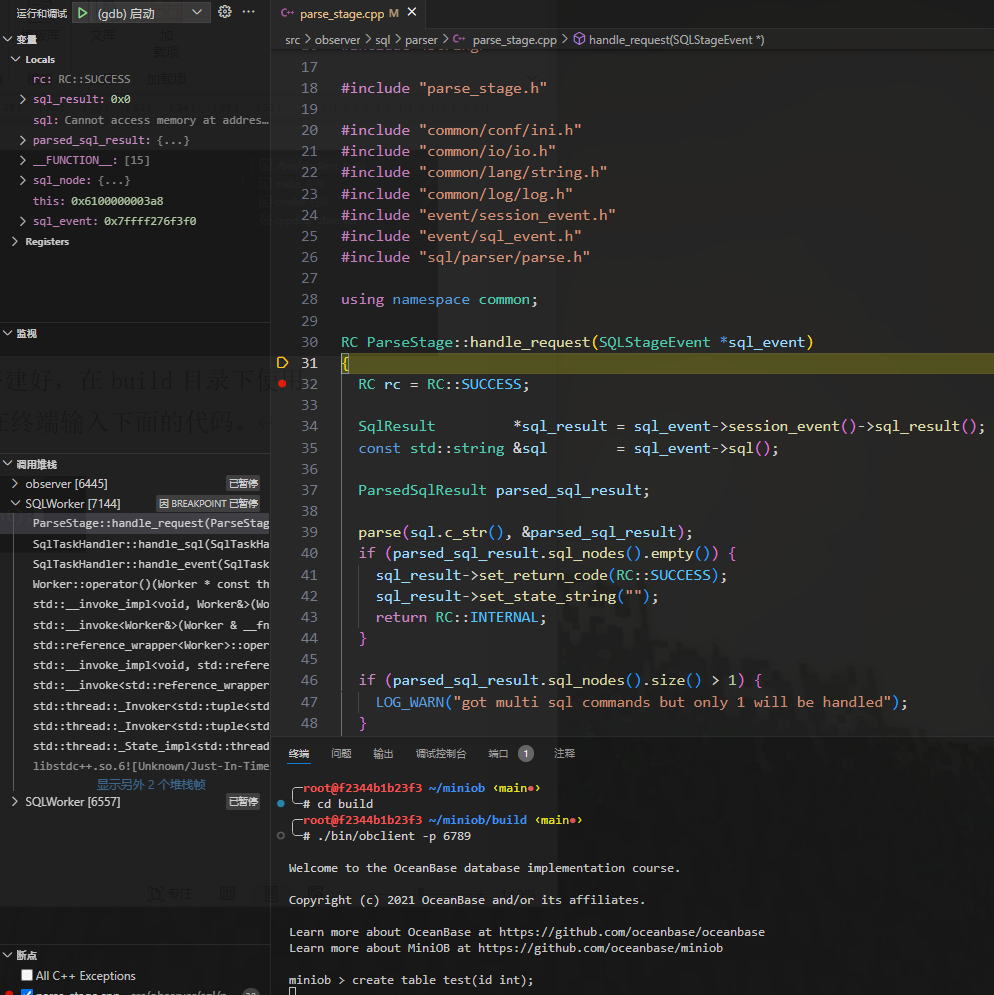 运行和调试 (gdb) 启动
变量
Locals
rc: RC::SUCCESS
sql_result: 0x0
sql: Cannot access memory at addres…
parsed_sql_result: {...}
__FUNCTION__: [15]
sql_node: {...}
this: 0x6100000003a8
sql_event: 0x7ffff276f3f0
Registers
监视
建好，在 build 目录下使用
在终端输入下面的代码。
调用堆栈
observer [6445] 已暂停
SQLWorker [7144] 因 BREAKPOINT 已暂停
ParseStage::handle_request(ParseStag
SqlTaskHandler::handle_sql(SqlTaskHa
SqlTaskHandler::handle_event(SqlTask
Worker::operator()(Worker * const th
std::__invoke_impl<void, Worker&>(Wo
std::__invoke<Worker&>(Worker & __fn
std::reference_wrapper<Worker>::oper
std::__invoke_impl<void, std::refere
std::__invoke<std::reference_wrapper
std::thread::_Invoker<std::tuple<std
std::thread::_Invoker<std::tuple<std
std::thread::_State_impl<std::thread
libstdc++.so.6![Unknown/Just-In-Time
显示另外 2 个堆栈帧
SQLWorker [6557] 已暂停
专注
断点
All C++ Exceptions
parse_stage.cpp
parse_stage.cpp M
src > observer > sql > parser > parse_stage.cpp > handle_request(SQLStageEvent *)
17
18 #include "parse_stage.h"
19
20 #include "common/conf/ini.h"
21 #include "common/io/io.h"
22 #include "common/lang/string.h"
23 #include "common/log/log.h"
24 #include "event/session_event.h"
25 #include "event/sql_event.h"
26 #include "sql/parser/parse.h"
27
28 using namespace common;
29
30 RC ParseStage::handle_request(SQLStageEvent *sql_event)
31 {
32 RC rc = RC::SUCCESS;
33
34 SqlResult *sql_result = sql_event->session_event()->sql_result();
35 const std::string &sql = sql_event->sql();
36
37 ParsedSqlResult parsed_sql_result;
38
39 parse(sql.c_str(), &parsed_sql_result);
40 if (parsed_sql_result.sql_nodes().empty()) {
41 sql_result->set_return_code(RC::SUCCESS);
42 sql_result->set_state_string("");
43 return RC::INTERNAL;
44 }
45
46 if (parsed_sql_result.sql_nodes().size() > 1) {
47 LOG_WARN("got multi sql commands but only 1 will be handled");
48 }
终端 问题 输出 调试控制台 端口 1 注释
root@f2344b1b23f3 ~/miniob ‹main●›
# cd build
root@f2344b1b23f3 ~/miniob/build ‹main●›
# ./bin/obclient -p 6789
Welcome to the OceanBase database implementation course.
Copyright (c) 2021 OceanBase and/or its affiliates.
Learn more about OceanBase at https://github.com/oceanbase/oceanbase
Learn more about MiniOB at https://github.com/oceanbase/miniob
miniob > create table test(id int);